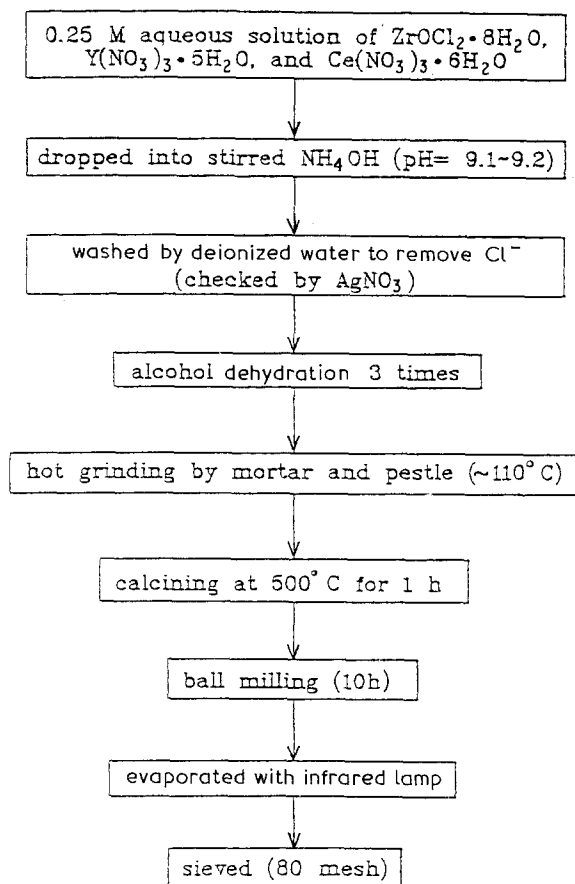 0.25 M aqueous solution of ZrOCl₂•8H₂O,
Y(NO₃)₃•5H₂O, and Ce(NO₃)₃•6H₂O
dropped into stirred NH₄OH (pH= 9.1~9.2)
washed by deionized water to remove Cl⁻
(checked by AgNO₃)
alcohol dehydration 3 times
hot grinding by mortar and pestle (~110°C)
calcining at 500°C for 1 h
ball milling (10h)
evaporated with infrared lamp
sieved (80 mesh)